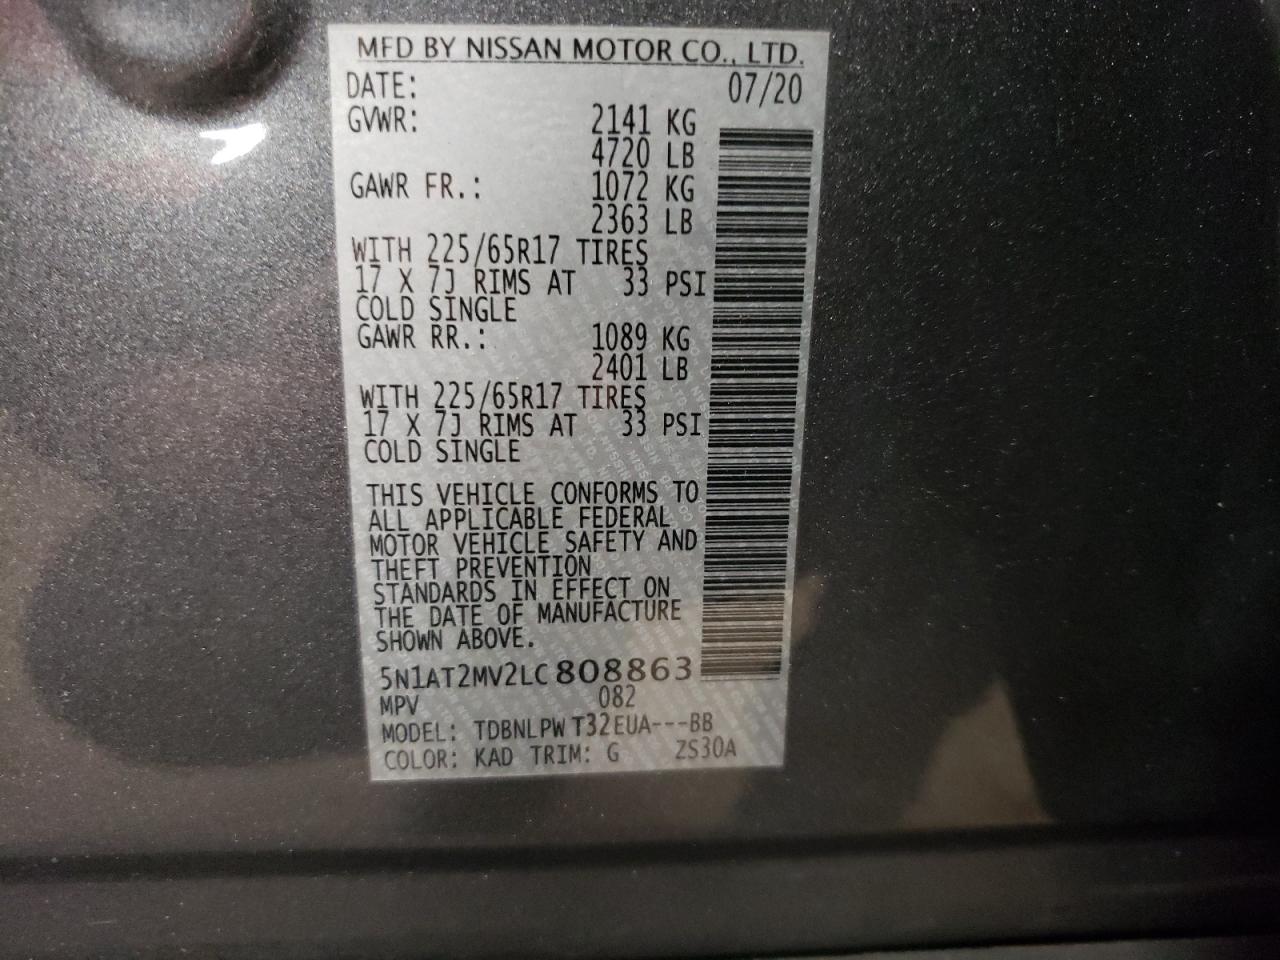 MFD BY NISSAN MOTOR CO., LTD.
DATE: 07/20
GVWR: 2141 KG
4720 LB
GAWR FR.: 1072 KG
2363 LB
WITH 225/65R17 TIRES
17 X 7J RIMS AT 33 PSI
COLD SINGLE
GAWR RR.: 1089 KG
2401 LB
WITH 225/65R17 TIRES
17 X 7J RIMS AT 33 PSI
COLD SINGLE
THIS VEHICLE CONFORMS TO
ALL APPLICABLE FEDERAL
MOTOR VEHICLE SAFETY AND
THEFT PREVENTION
STANDARDS IN EFFECT ON
THE DATE OF MANUFACTURE
SHOWN ABOVE.
5N1AT2MV2LC808863
MPV 082
MODEL: TDBNLPW T32EUA---BB
COLOR: KAD TRIM: G ZS30A